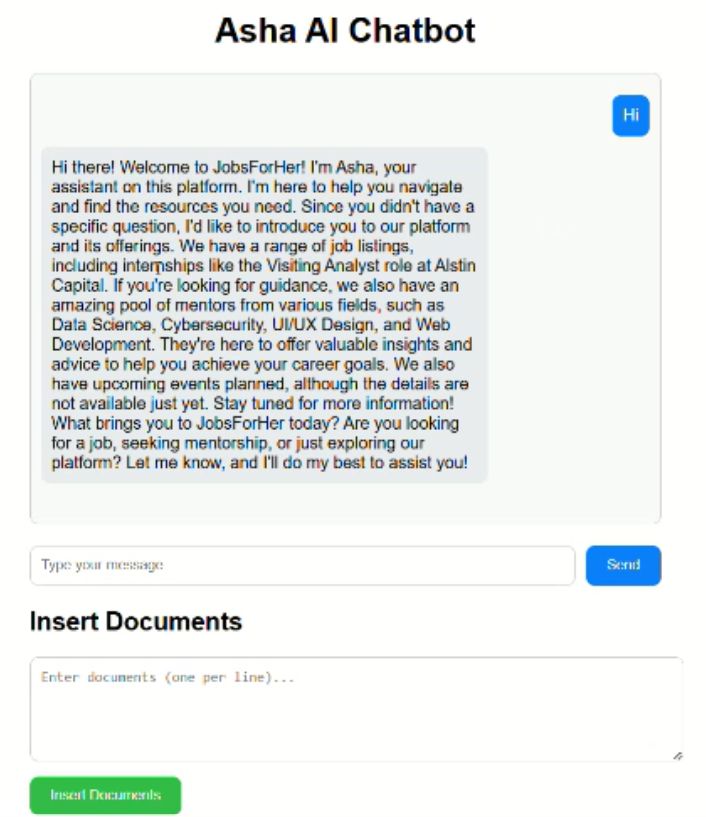 Asha AI Chatbot
Hi
Hi there! Welcome to JobsForHer! I'm Asha, your
assistant on this platform. I'm here to help you navigate
and find the resources you need. Since you didn't have a
specific question, I'd like to introduce you to our platform
and its offerings. We have a range of job listings,
including internships like the Visiting Analyst role at Alstin
Capital. If you're looking for guidance, we also have an
amazing pool of mentors from various fields, such as
Data Science, Cybersecurity, UI/UX Design, and Web
Development. They're here to offer valuable insights and
advice to help you achieve your career goals. We also
have upcoming events planned, although the details are
not available just yet. Stay tuned for more information!
What brings you to JobsForHer today? Are you looking
for a job, seeking mentorship, or just exploring our
platform? Let me know, and I'll do my best to assist you!
Type your message
Send
Insert Documents
Enter documents (one per line)...
Insert Documents